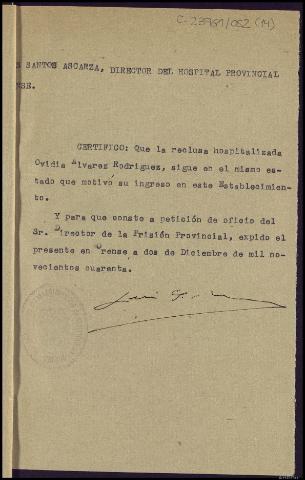 C-23981/052 (M)
SANTOS ASCARZA, DIRECTOR DEL HOSPITAL PROVINCIAL
NSE.
CERTIFICO: Que la reclusa hospitalizada
Ovidia Alvarez Rodriguez, sigue en el mismo es-
tado que motivó su ingreso en este Establecimien-
to.
Y para que conste a petición de oficio del
Sr. Director de la Prisión Provincial, expido el
presente en Orense a dos de Diciembre de mil no-
vecientos cuarenta.